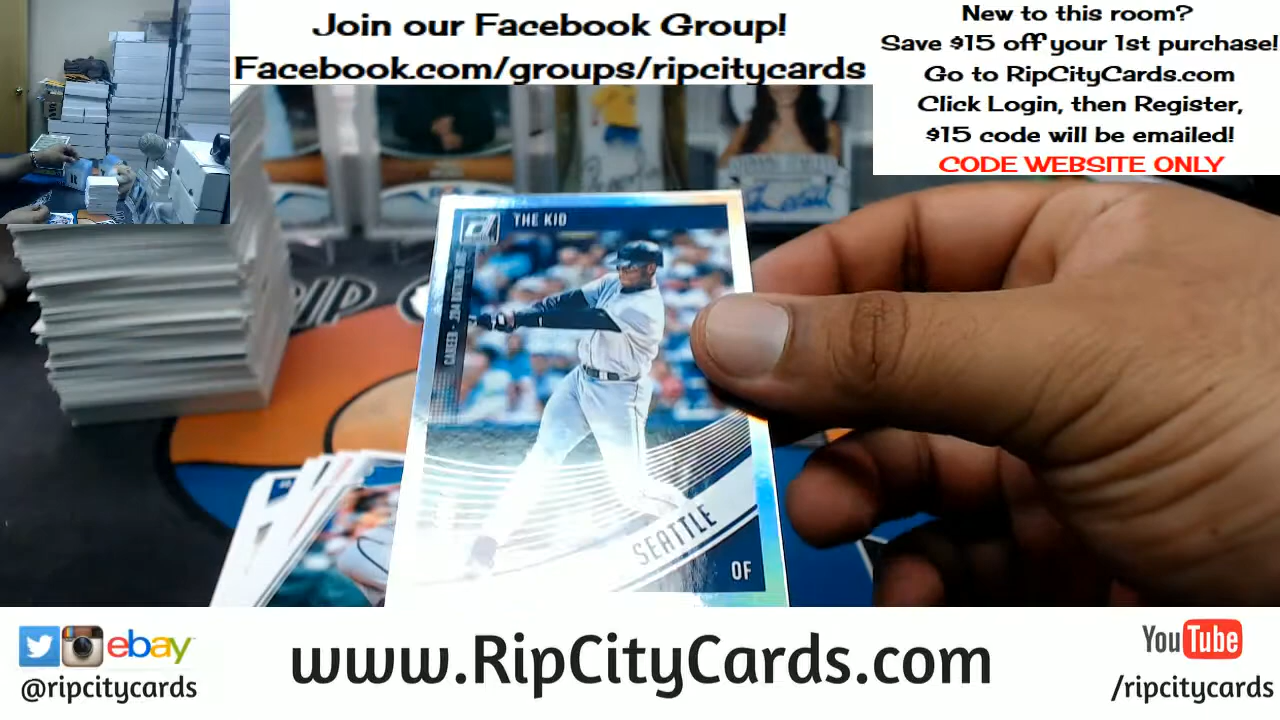 Join our Facebook Group!
Facebook.com/groups/ripcitycards
New to this room?
Save $15 off your 1st purchase!
Go to RipCityCards.com
Click Login, then Register,
$15 code will be emailed!
CODE WEBSITE ONLY
THE KID
RIP
SEATTLE
OF
ebay
@ripcitycards
www.RipCityCards.com
YouTube
/ripcitycards